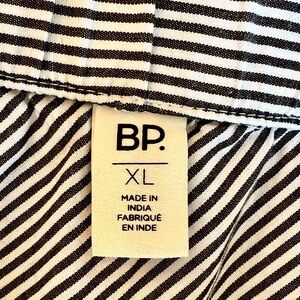 BP.
XL
MADE IN
INDIA
FABRIQUÉ
EN INDE